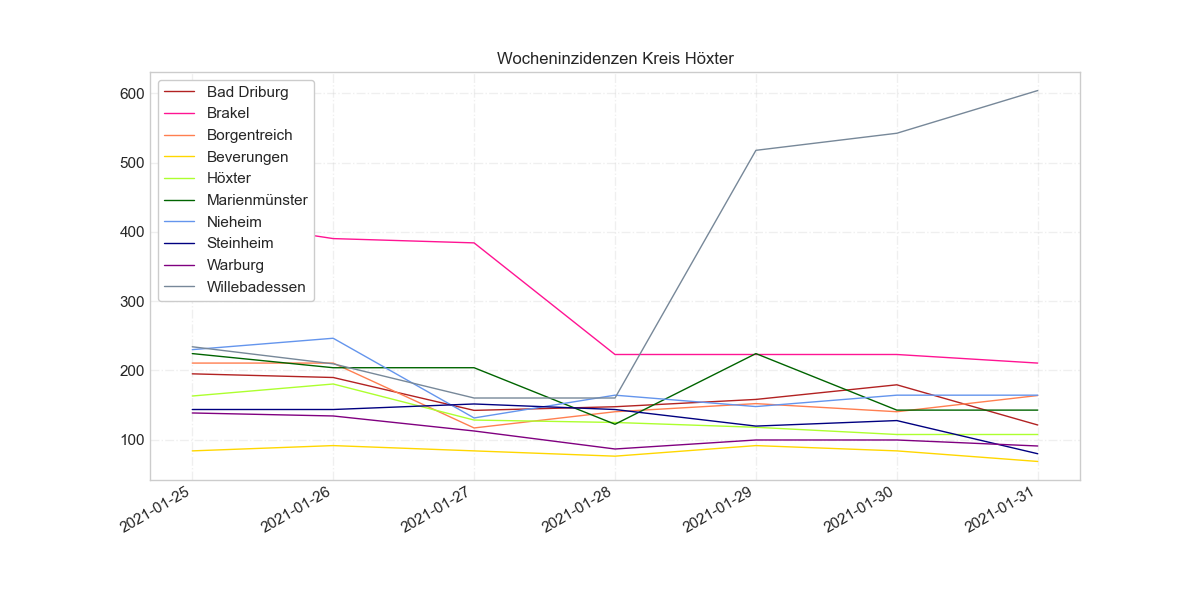 Wocheninzidenzen Kreis Höxter
600
500
400
300
200
100
Bad Driburg
Brakel
Borgentreich
Beverungen
Höxter
Marienmünster
Nieheim
Steinheim
Warburg
Willebadessen
2021-01-25
2021-01-26
2021-01-27
2021-01-28
2021-01-29
2021-01-30
2021-01-31